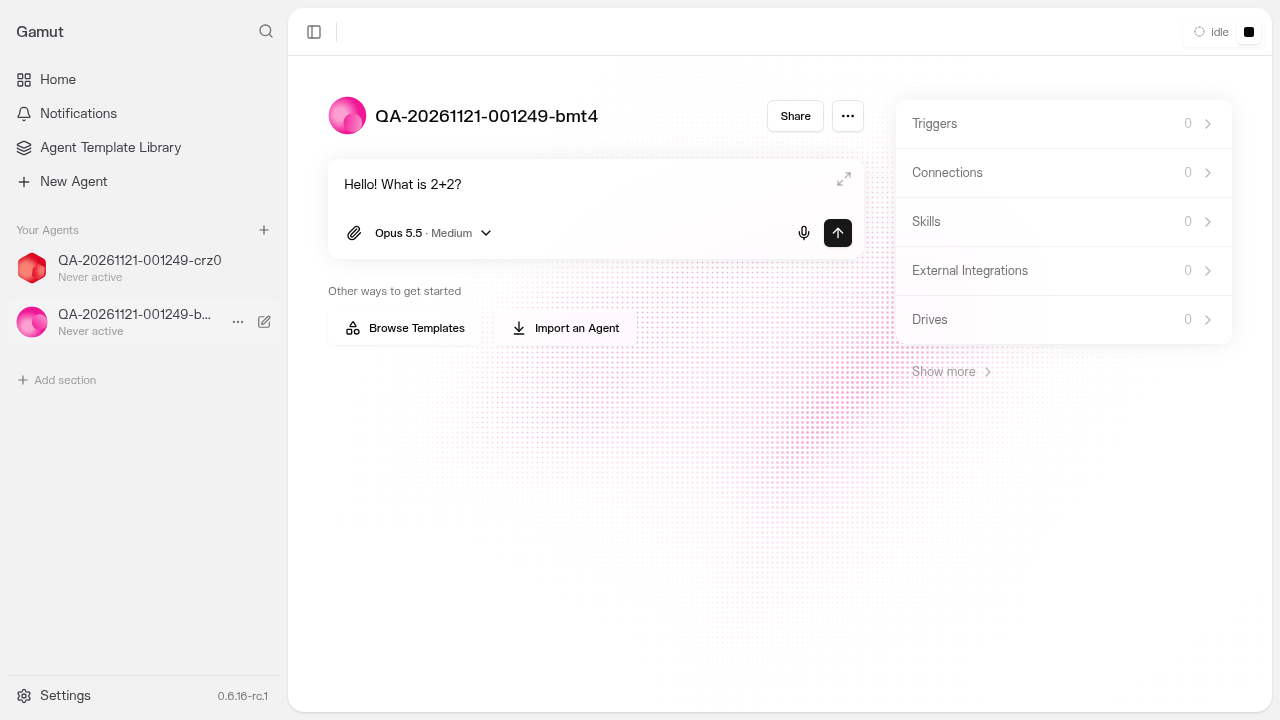 Gamut
Home
Notifications
Agent Template Library
New Agent
Your Agents
QA-20261121-001249-crz0
Never active
QA-20261121-001249-b...
Never active
Add section
Settings
0.6.16-rc.1
idle
QA-20261121-001249-bmt4
Share
Hello! What is 2+2?
Opus 5.5 · Medium
Other ways to get started
Browse Templates
Import an Agent
Triggers 0
Connections 0
Skills 0
External Integrations 0
Drives 0
Show more